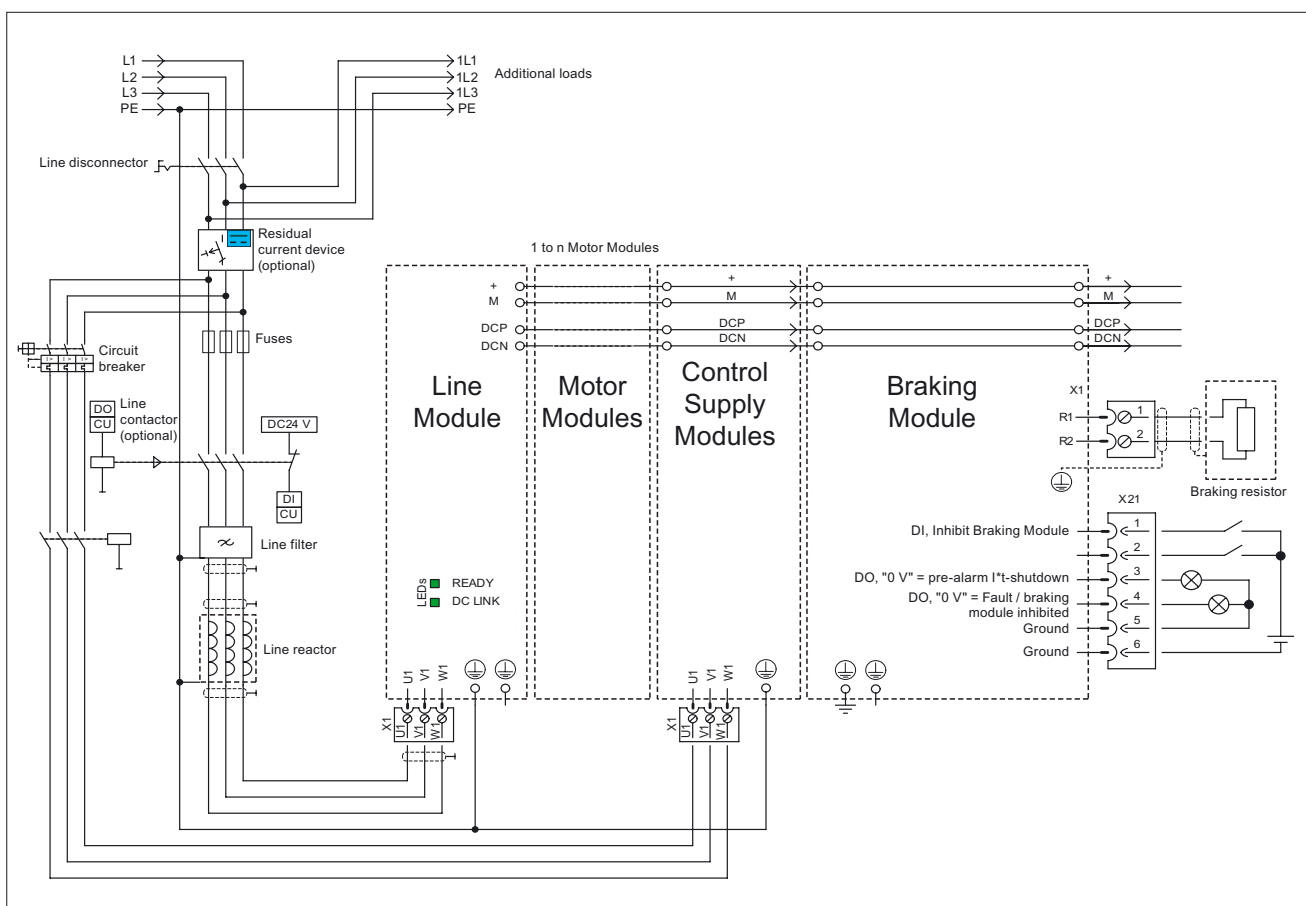 L1
L2
L3
PE
1L1
1L2
1L3
PE
Additional loads
Line disconnector
Residual
current device
(optional)
1 to n Motor Modules
Fuses
Circuit
breaker
I >
I >
I >
DO
CU
Line
contactor
(optional)
DC24 V
DI
CU
Line filter
Line reactor
+
M
DCP
DCN
+
M
DCP
DCN
+
M
DCP
DCN
Line
Module
Motor
Modules
Control
Supply
Modules
Braking
Module
LEDs
READY
DC LINK
X1
R1
1
R2
2
Braking resistor
X21
DI, Inhibit Braking Module
1
2
DO, "0 V" = pre-alarm I*t-shutdown
3
DO, "0 V" = Fault / braking
module inhibited
4
Ground
5
Ground
6
U1
V1
W1
X1
U1
V1
W1
U1
V1
W1
X1
U1
V1
W1